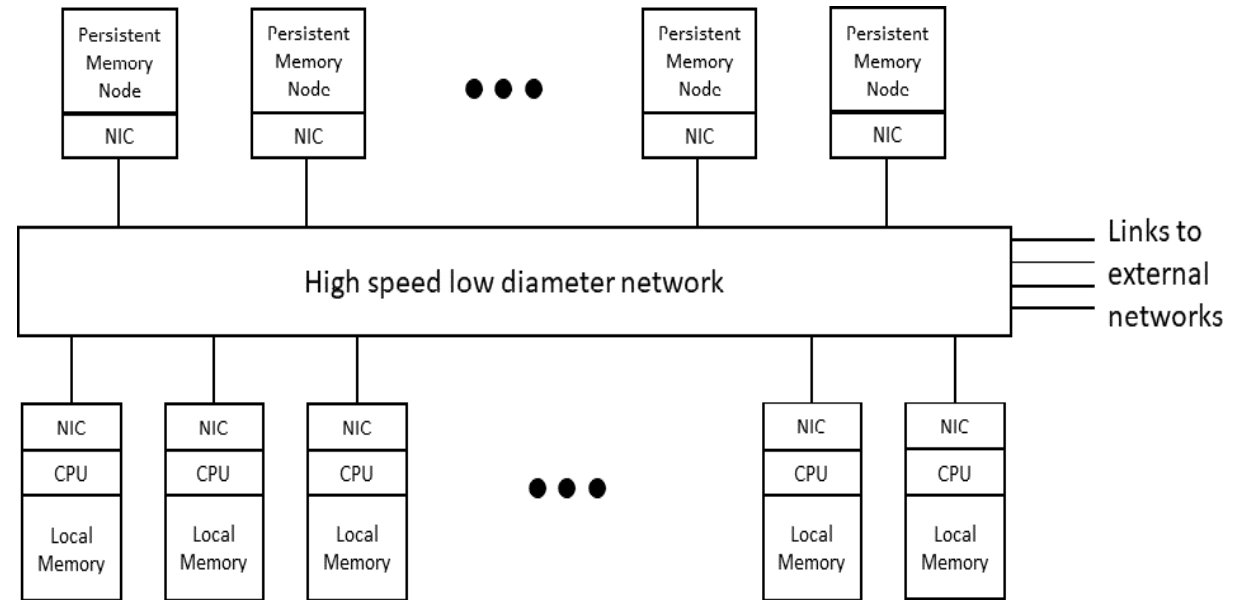 Persistent
Memory
Node
NIC
Persistent
Memory
Node
NIC
Persistent
Memory
Node
NIC
Persistent
Memory
Node
NIC
High speed low diameter network
Links to
external
networks
NIC
CPU
Local
Memory
NIC
CPU
Local
Memory
NIC
CPU
Local
Memory
NIC
CPU
Local
Memory
NIC
CPU
Local
Memory